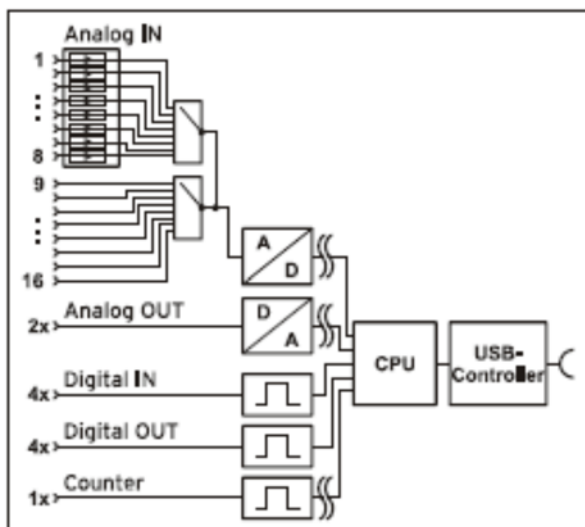 Analog IN
1
8
9
16
A
D
2x
Analog OUT
D
A
4x
Digital IN
4x
Digital OUT
1x
Counter
CPU
USB-
Controller